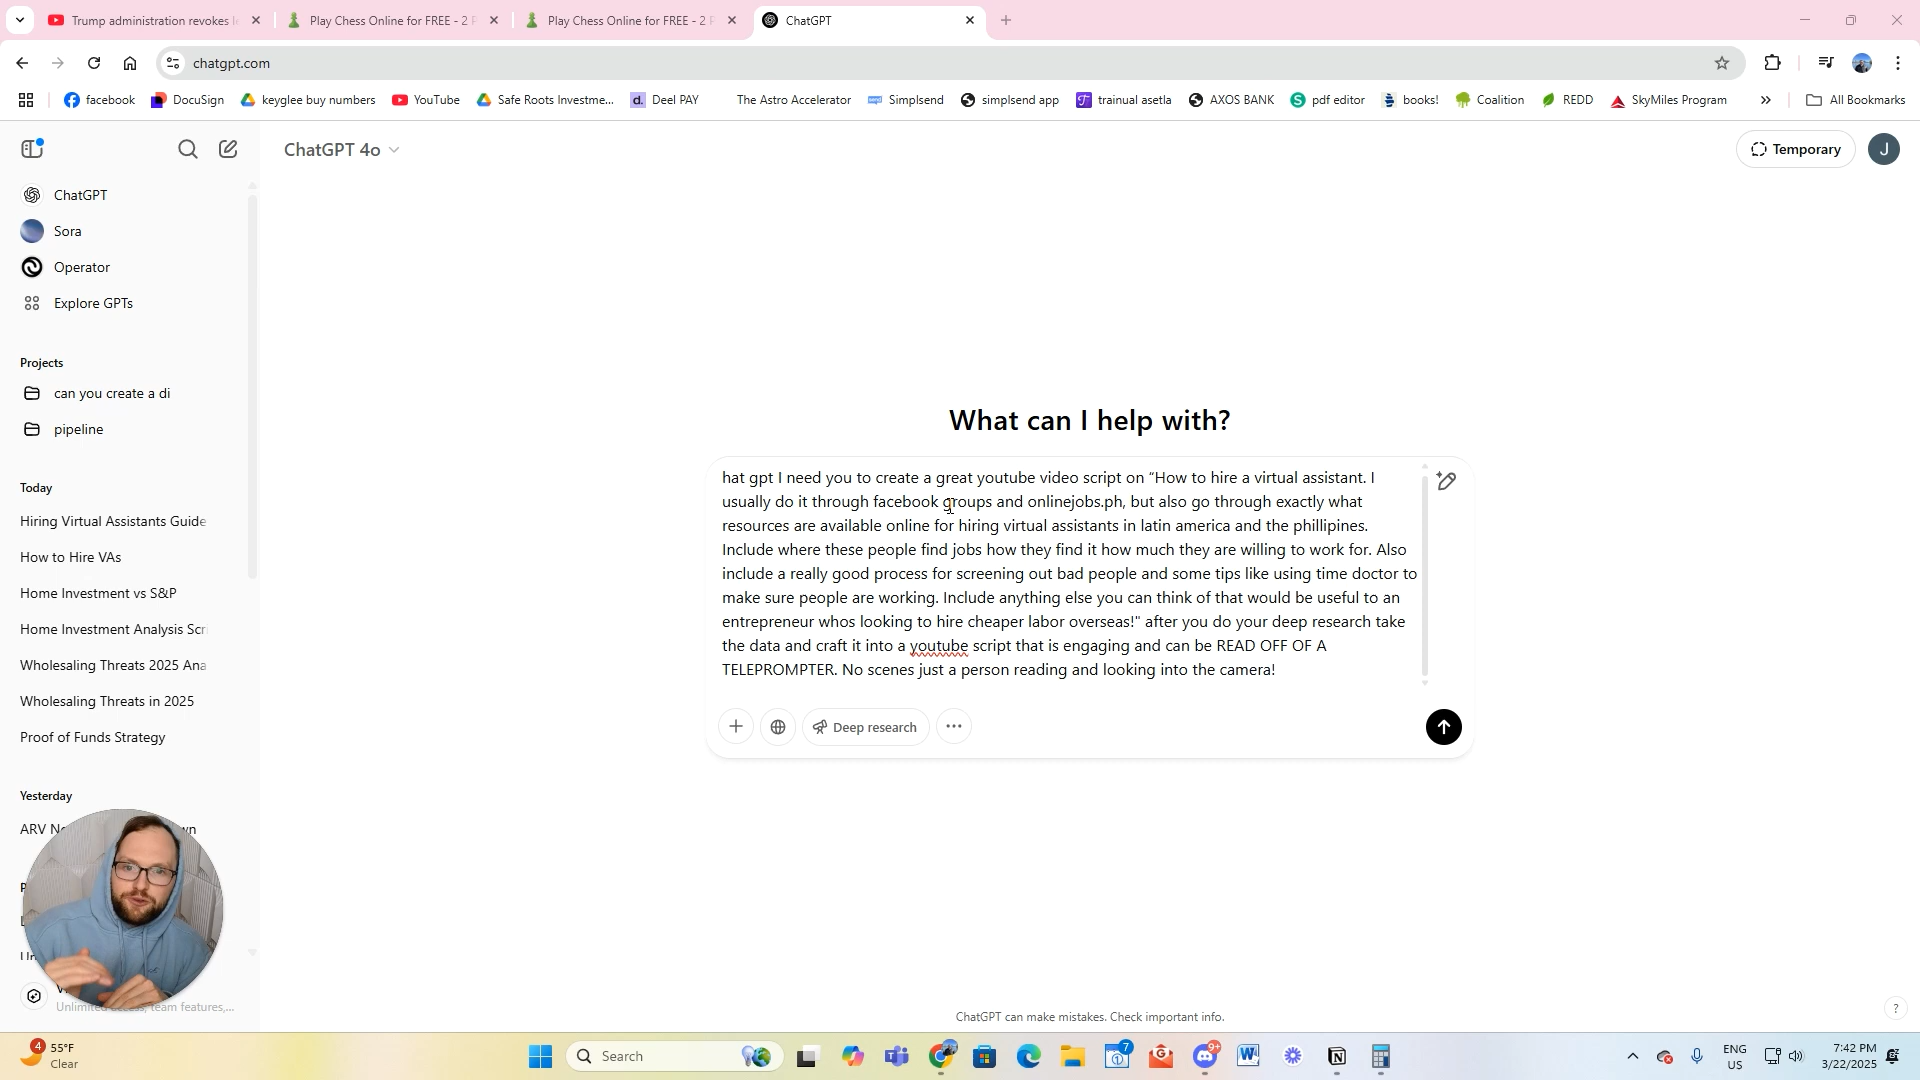 Trump administration revokes
Play Chess Online for FREE - 2
Play Chess Online for FREE - 2
ChatGPT
chatgpt.com
facebook
DocuSign
keyglee buy numbers
YouTube
Safe Roots Investme...
Deel PAY
The Astro Accelerator
Simplsend
simplsend app
trainual asetla
AXOS BANK
pdf editor
books!
Coalition
REDD
SkyMiles Program
All Bookmarks
ChatGPT 4o
Temporary
J
ChatGPT
Sora
Operator
Explore GPTs
Projects
can you create a di
pipeline
Today
Hiring Virtual Assistants Guide
How to Hire VAs
Home Investment vs S&P
Home Investment Analysis Scr
Wholesaling Threats 2025 Ana
Wholesaling Threats in 2025
Proof of Funds Strategy
Yesterday
ARV
Unlimited access, team features,...
What can I help with?
hat gpt I need you to create a great youtube video script on “How to hire a virtual assistant. I
usually do it through facebook groups and onlinejobs.ph, but also go through exactly what
resources are available online for hiring virtual assistants in latin america and the phillipines.
Include where these people find jobs how they find it how much they are willing to work for. Also
include a really good process for screening out bad people and some tips like using time doctor to
make sure people are working. Include anything else you can think of that would be useful to an
entrepreneur whos looking to hire cheaper labor overseas!" after you do your deep research take
the data and craft it into a youtube script that is engaging and can be READ OFF OF A
TELEPROMPTER. No scenes just a person reading and looking into the camera!
Deep research
ChatGPT can make mistakes. Check important info.
?
4
55°F
Clear
Search
7
9+
ENG
US
7:42 PM
3/22/2025